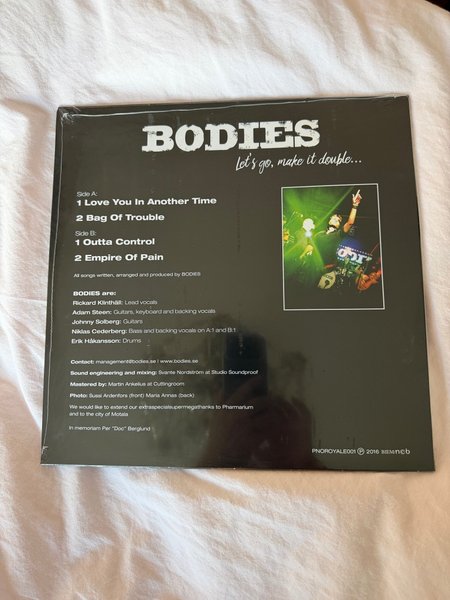 BODIES
Let's go, make it double...
Side A:
1 Love You In Another Time
2 Bag Of Trouble
Side B:
1 Outta Control
2 Empire Of Pain
All songs written, arranged and produced by BODIES
BODIES are:
Rickard Klinthäll: Lead vocals
Adam Steen: Guitars, keyboard and backing vocals
Johnny Solberg: Guitars
Niklas Cederberg: Bass and backing vocals on A:1 and B:1
Erik Håkansson: Drums
Contact: management@bodies.se | www.bodies.se
Sound engineering and mixing: Svante Nordström at Studio Soundproof
Mastered by: Martin Ankelius at Cuttingroom
Photo: Sussi Ardenfors (front) Maria Annas (back)
We would like to extend our extraspecialsupermegathanks to Pharmarium
and to the city of Motala
In memoriam Per "Doc" Berglund
PNOROYALE001 ℗ 2016 BIEM/ncb